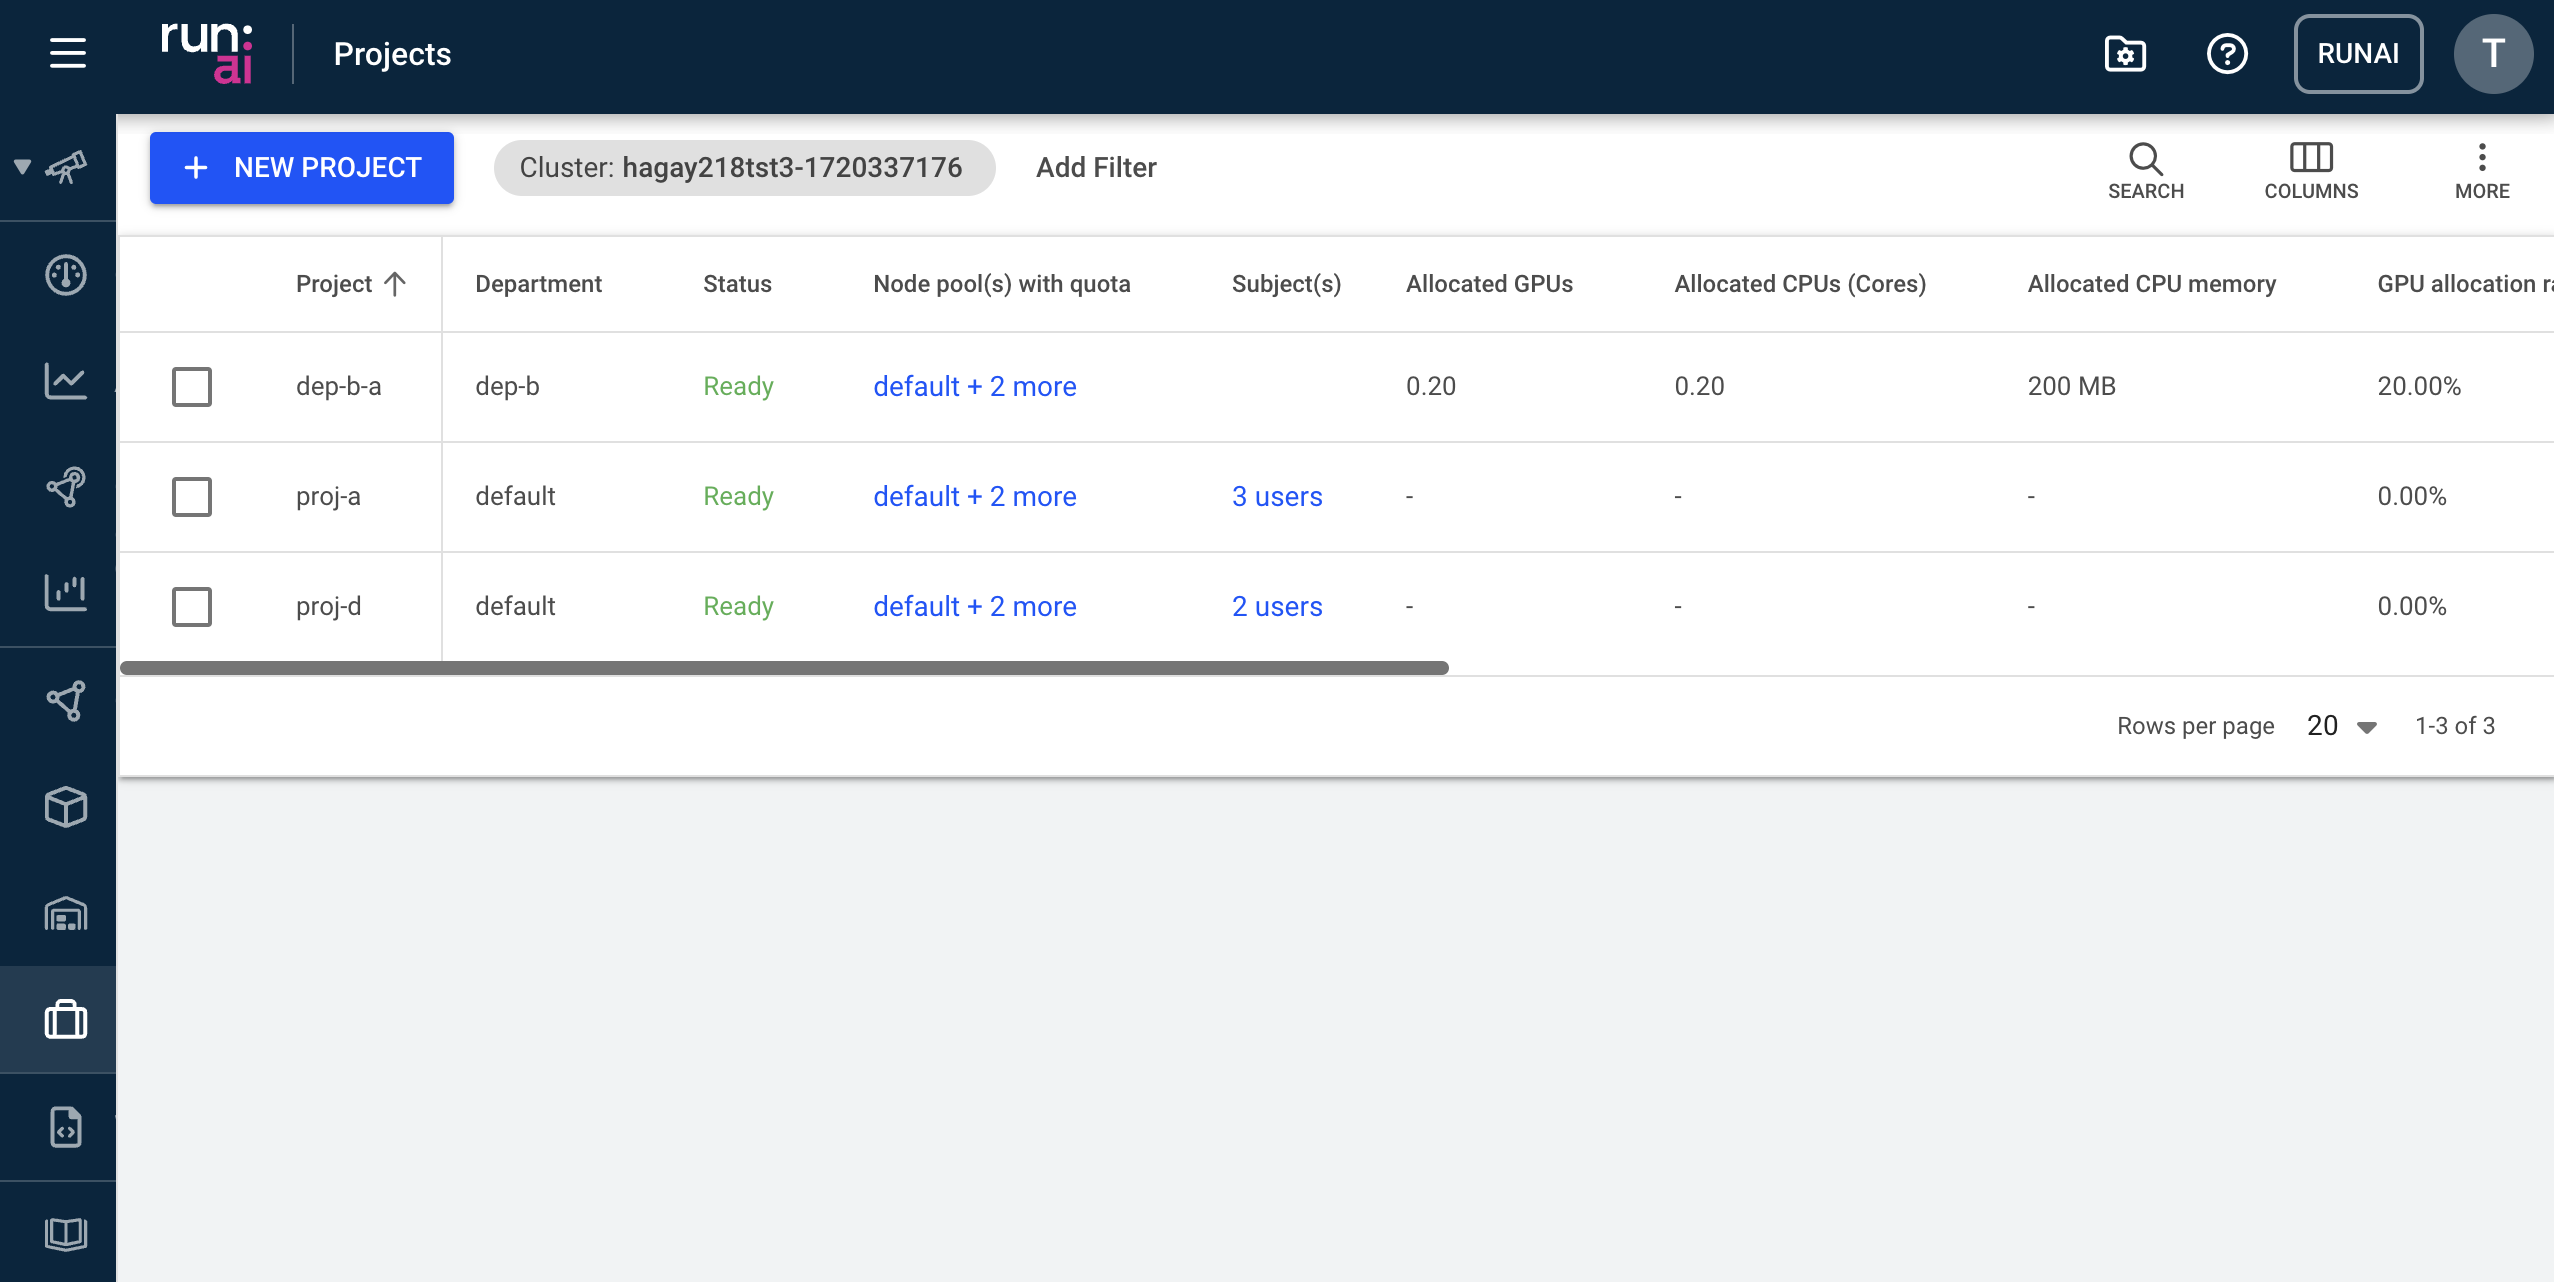 run:
ai
Projects
RUNAI
T
+ NEW PROJECT
Cluster: hagay218tst3-1720337176
Add Filter
SEARCH
COLUMNS
MORE
Project Department Status Node pool(s) with quota Subject(s) Allocated GPUs Allocated CPUs (Cores) Allocated CPU memory GPU allocation
dep-b-a dep-b Ready default + 2 more 0.20 0.20 200 MB 20.00%
proj-a default Ready default + 2 more 3 users - - - 0.00%
proj-d default Ready default + 2 more 2 users - - - 0.00%
Rows per page 20 1-3 of 3